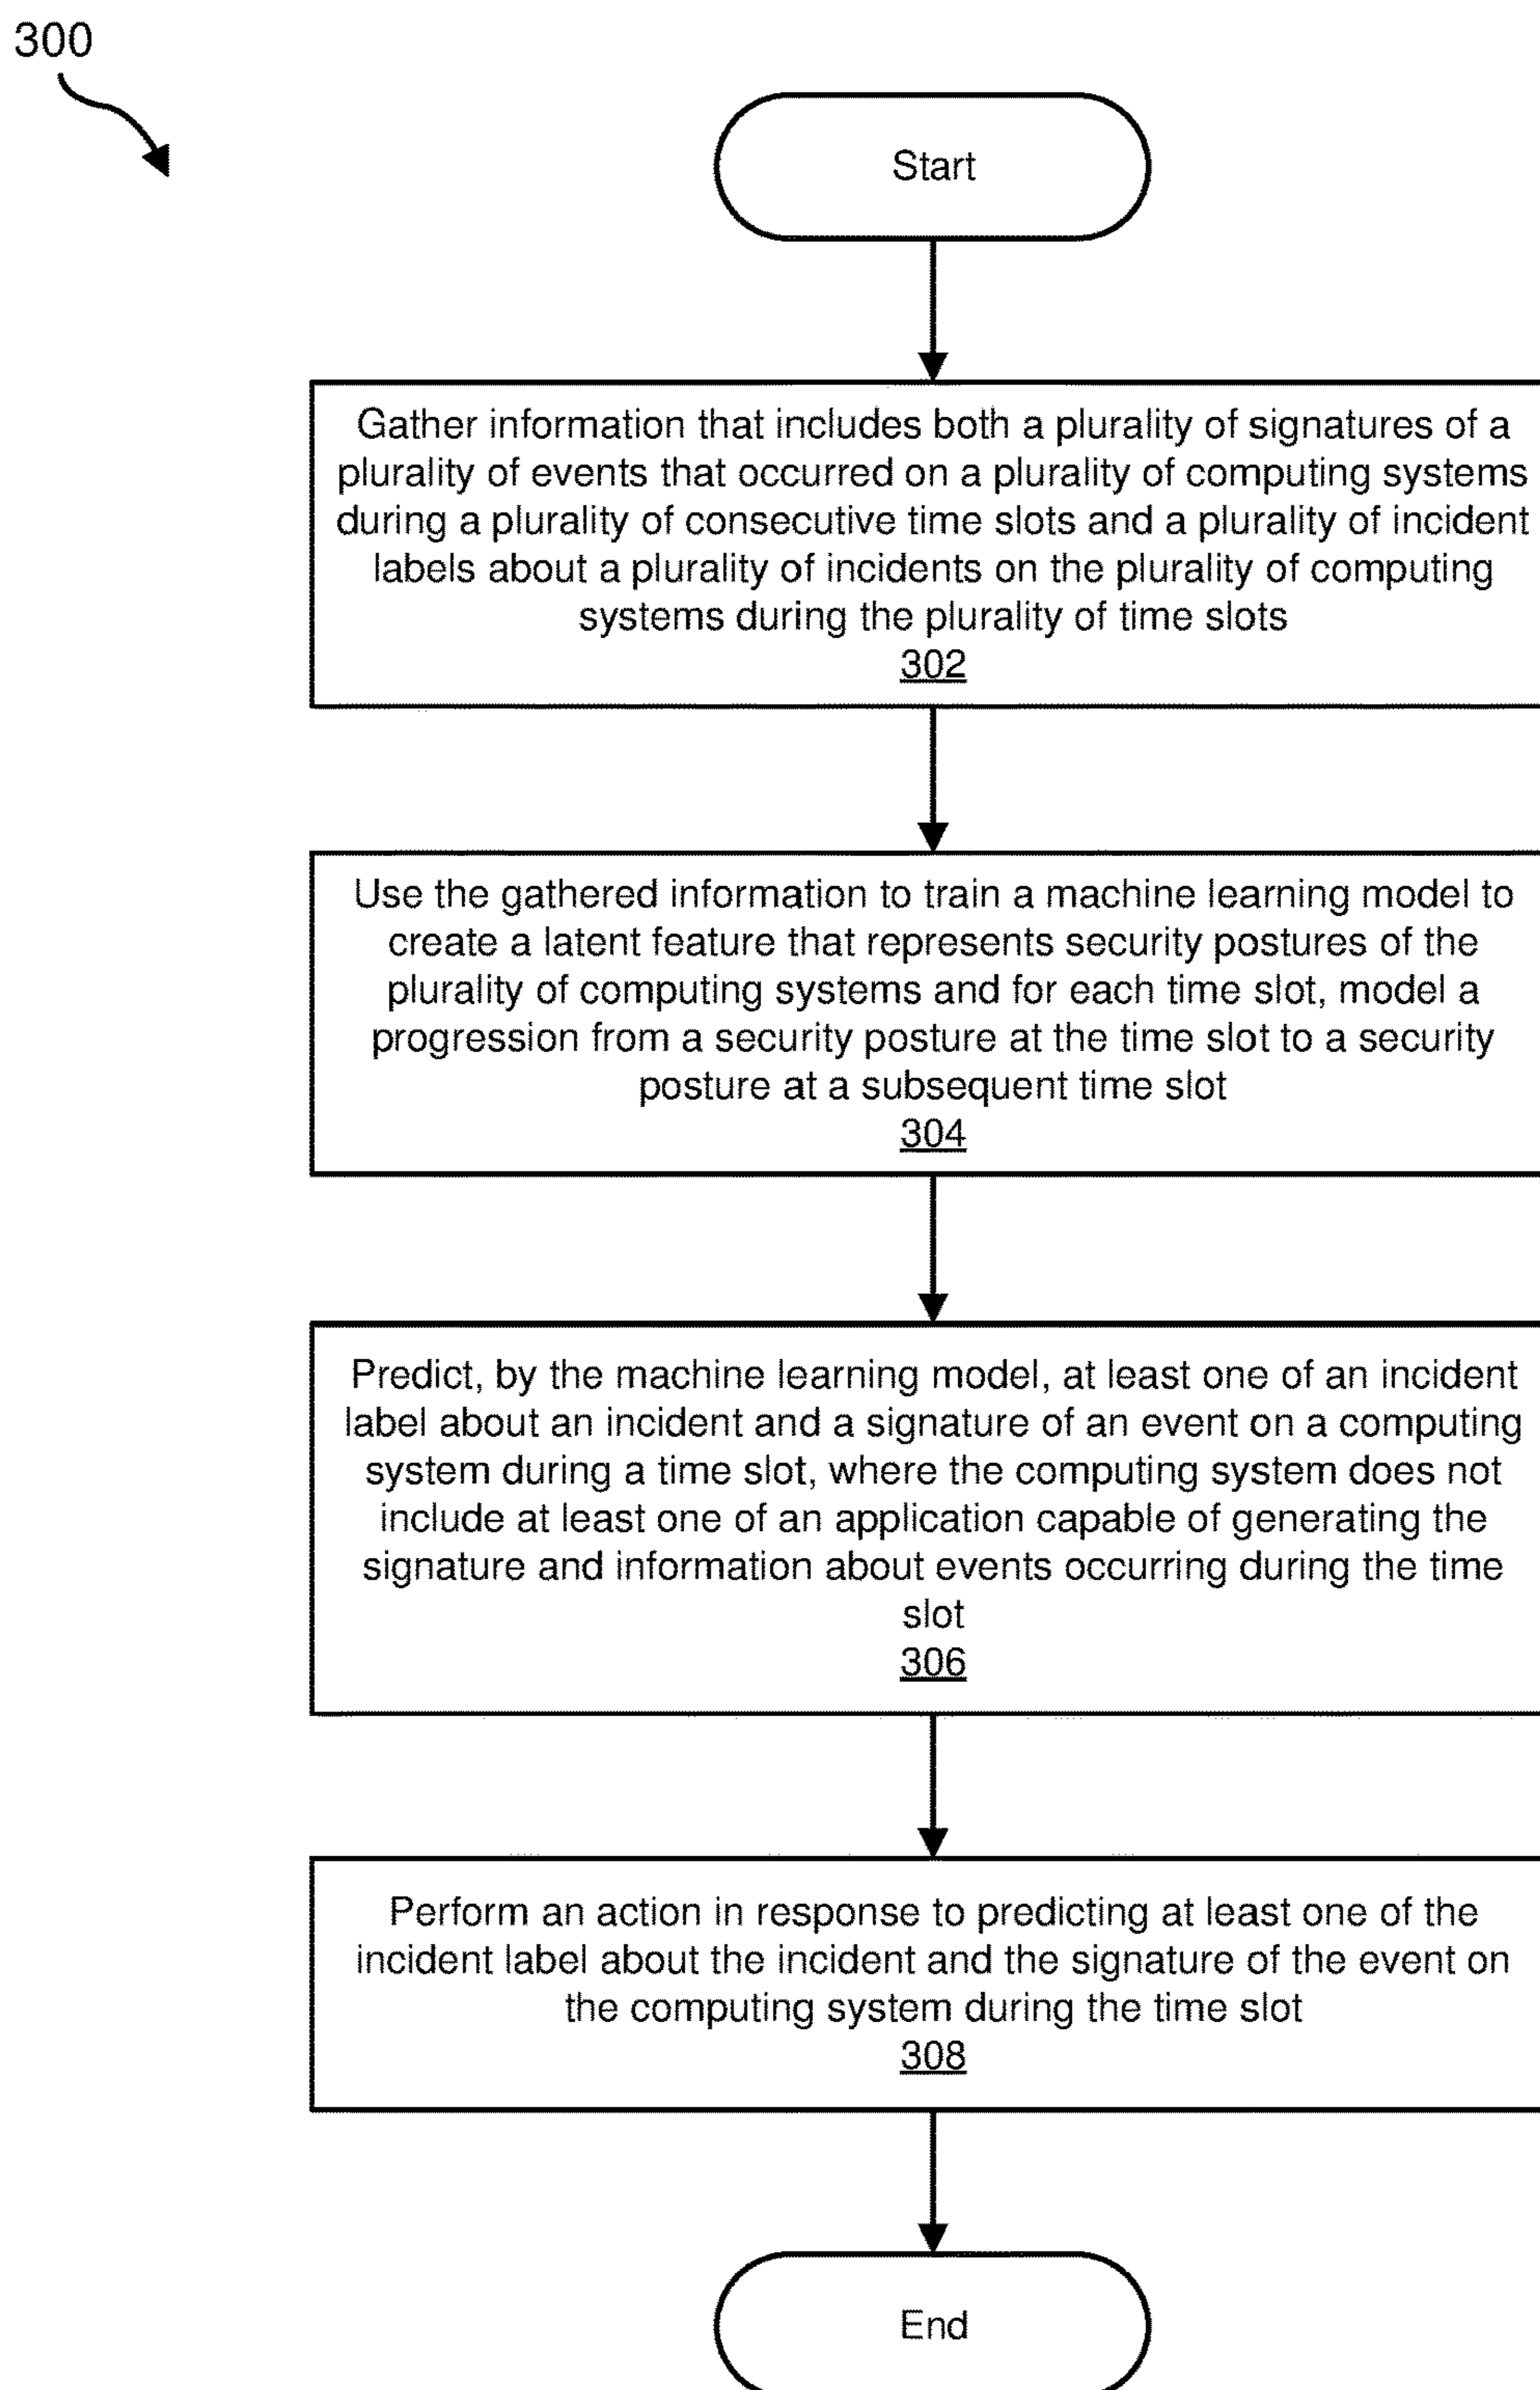 300
Start
Gather information that includes both a plurality of signatures of a
plurality of events that occurred on a plurality of computing systems
during a plurality of consecutive time slots and a plurality of incident
labels about a plurality of incidents on the plurality of computing
systems during the plurality of time slots
302
Use the gathered information to train a machine learning model to
create a latent feature that represents security postures of the
plurality of computing systems and for each time slot, model a
progression from a security posture at the time slot to a security
posture at a subsequent time slot
304
Predict, by the machine learning model, at least one of an incident
label about an incident and a signature of an event on a computing
system during a time slot, where the computing system does not
include at least one of an application capable of generating the
signature and information about events occurring during the time
slot
306
Perform an action in response to predicting at least one of the
incident label about the incident and the signature of the event on
the computing system during the time slot
308
End